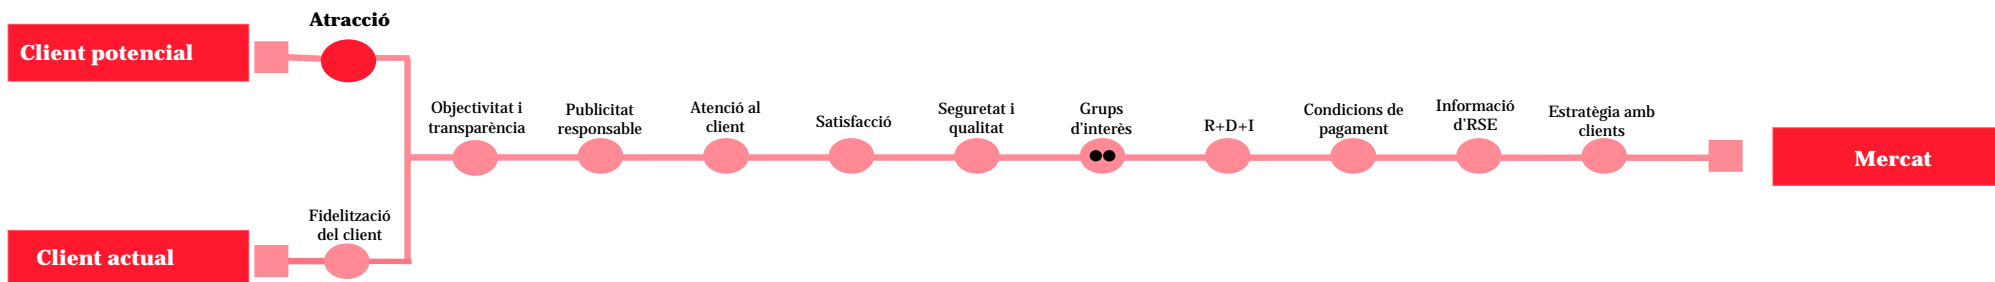 Atracció
Client potencial
Objectivitat i
transparència
Publicitat
responsable
Atenció al
client
Satisfacció
Seguretat i
qualitat
Grups
d’interès
R+D+I
Condicions de
pagament
Informació
d’RSE
Estratègia amb
clients
Mercat
Fidelització
del client
Client actual